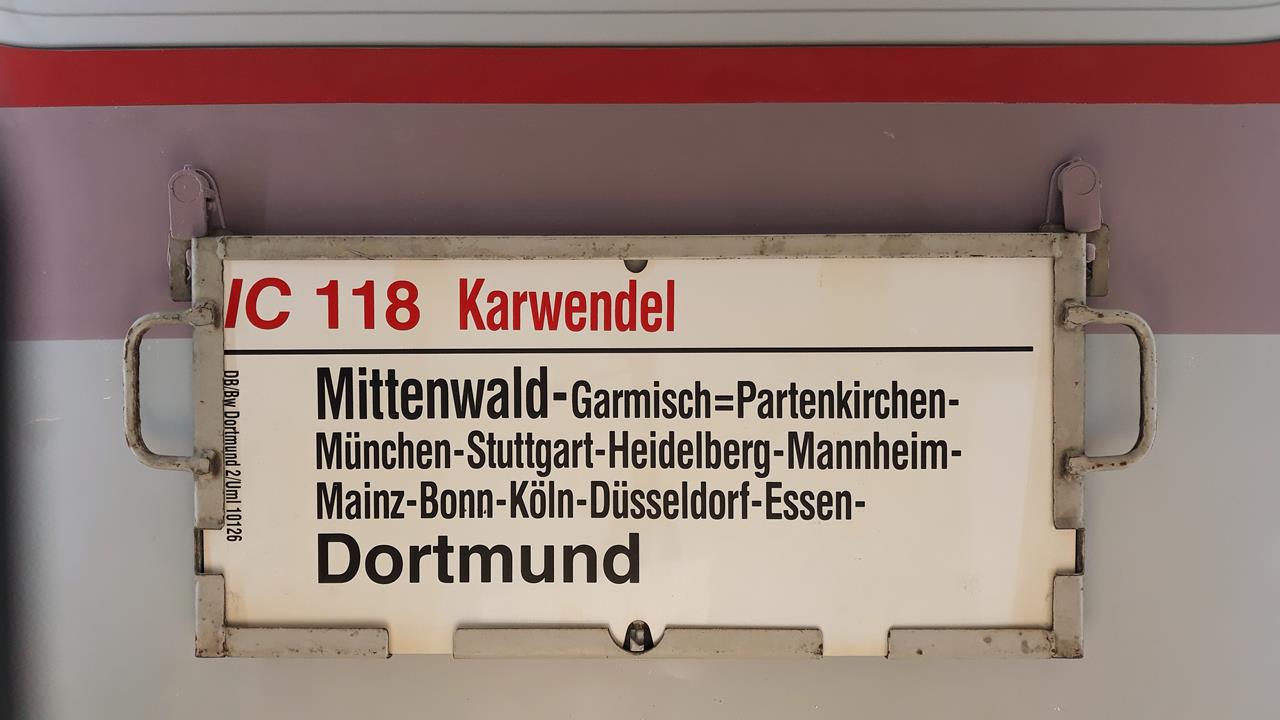 IC 118 Karwendel
Mittenwald-Garmisch=Partenkirchen-
München-Stuttgart-Heidelberg-Mannheim-
Mainz-Bonn-Köln-Düsseldorf-Essen-
Dortmund
DB/Bw Dortmund 2/Uml 10126